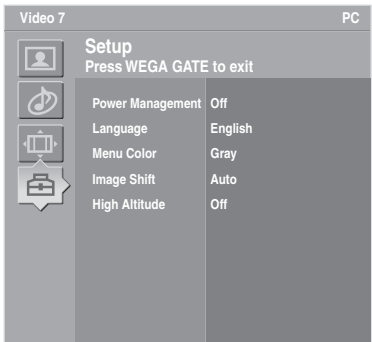 Video 7 PC
Setup
Press WEGA GATE to exit
Power Management Off
Language English
Menu Color Gray
Image Shift Auto
High Altitude Off